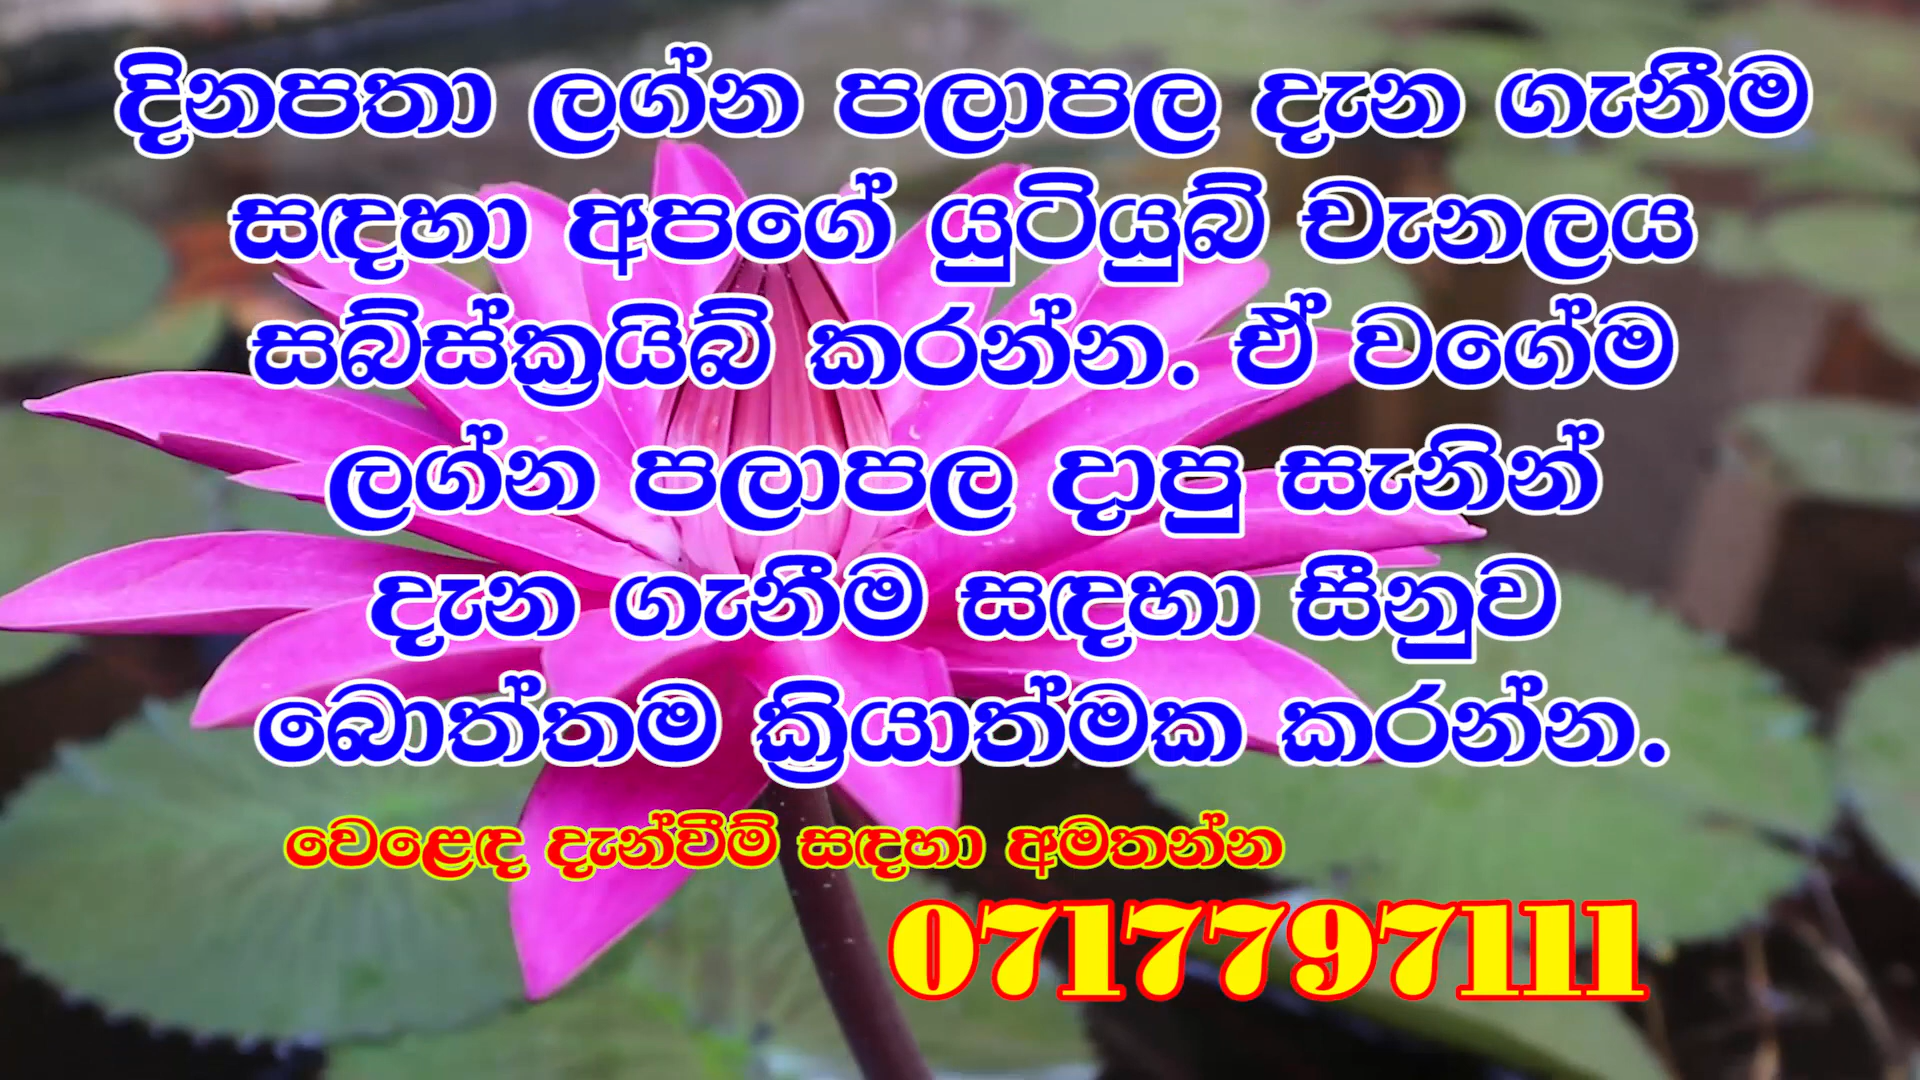 දිනපතා ලග්න පලාපල දැන ගැනීම
සඳහා අපගේ යුටියුබ් චැනලය
සබ්ස්ක්‍රයිබ් කරන්න. ඒ වගේම
ලග්න පලාපල දාපු සැනින්
දැන ගැනීම සඳහා සීනුව
බොත්තම ක්‍රියාත්මක කරන්න.
වෙළෙඳ දැන්වීම් සඳහා අමතන්න
0717797111